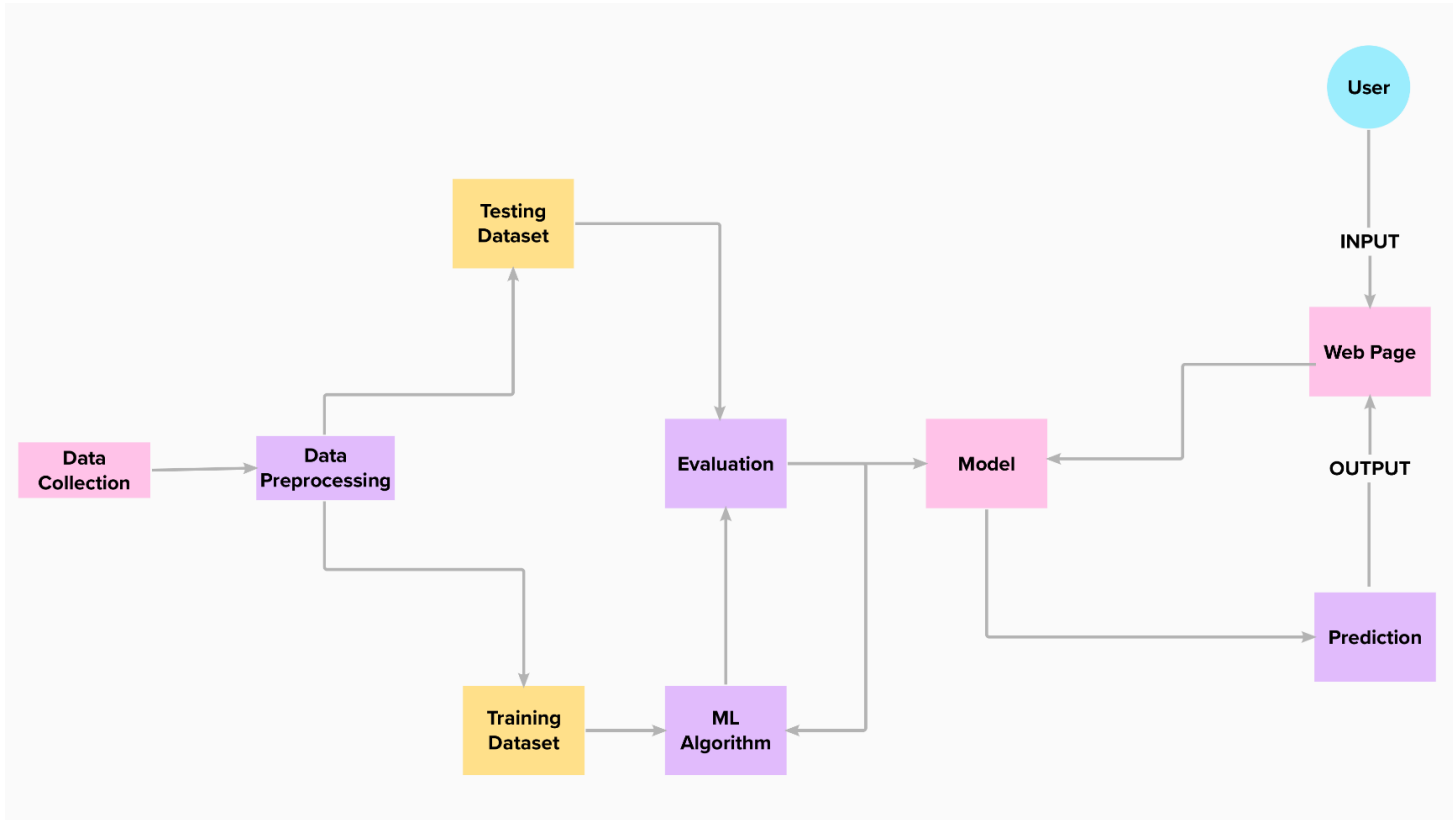 User
INPUT
Web Page
OUTPUT
Prediction
Testing
Dataset
Evaluation
Model
Data
Collection
Data
Preprocessing
Training
Dataset
ML
Algorithm